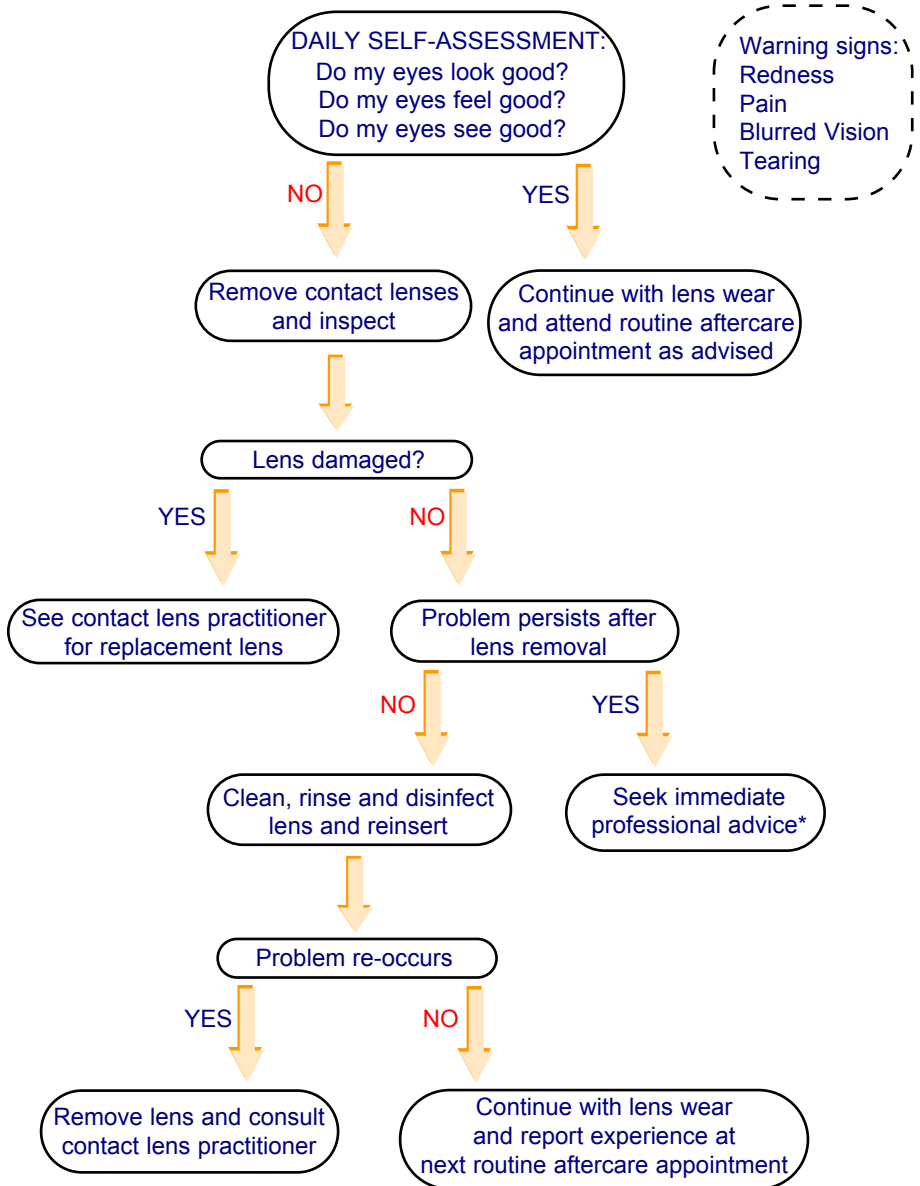 DAILY SELF-ASSESSMENT:
Do my eyes look good?
Do my eyes feel good?
Do my eyes see good?
Warning signs:
Redness
Pain
Blurred Vision
Tearing
NO
YES
Remove contact lenses
and inspect
Continue with lens wear
and attend routine aftercare
appointment as advised
Lens damaged?
YES
NO
See contact lens practitioner
for replacement lens
Problem persists after
lens removal
NO
YES
Clean, rinse and disinfect
lens and reinsert
Seek immediate
professional advice*
Problem re-occurs
YES
NO
Remove lens and consult
contact lens practitioner
Continue with lens wear
and report experience at
next routine aftercare appointment